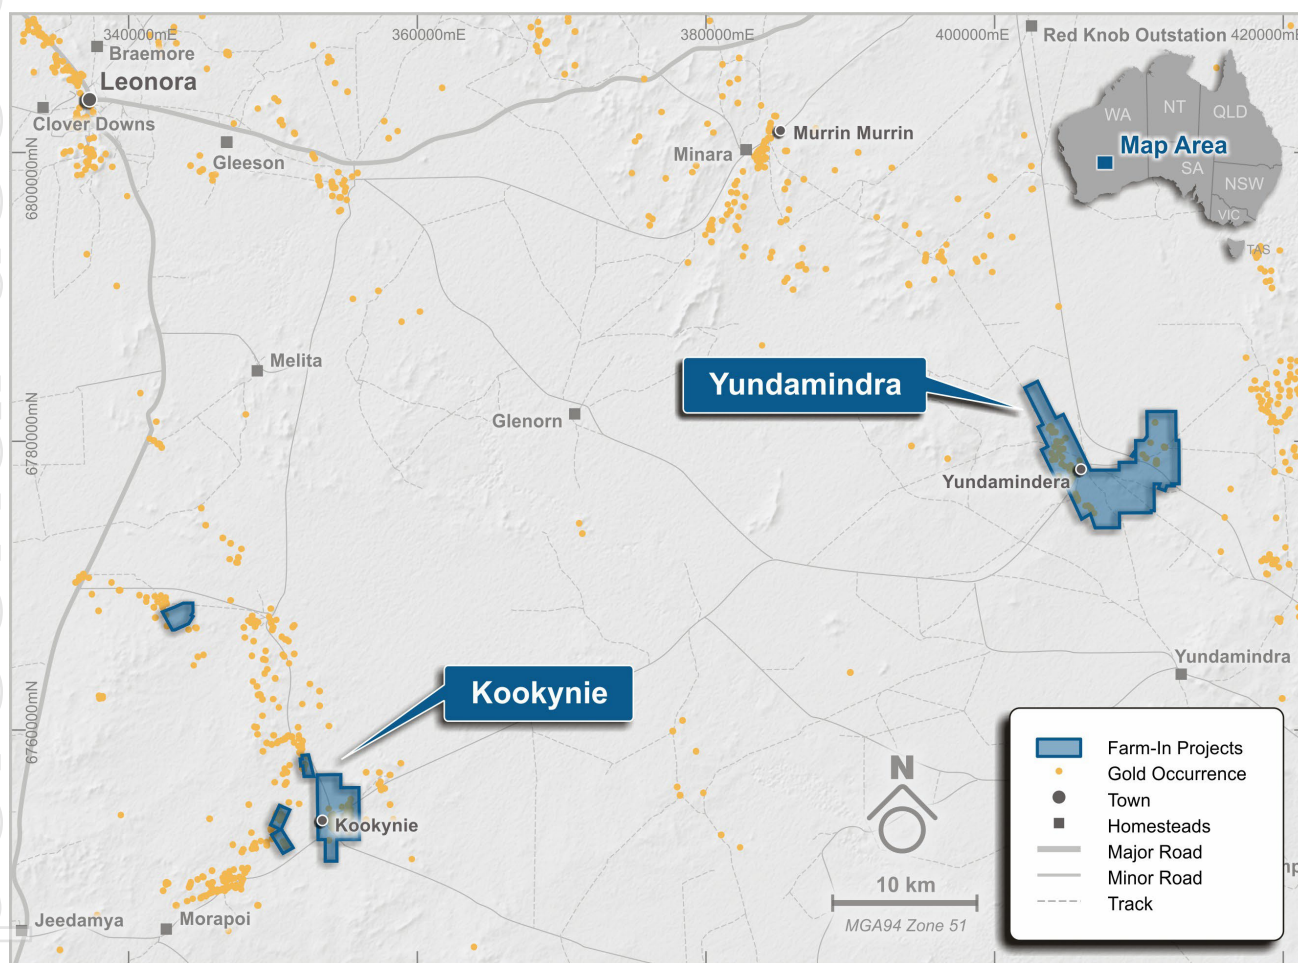 340000mE
360000mE
380000mE
400000mE
420000mE
Red Knob Outstation
Braemore
Leonora
Clover Downs
Gleeson
Murrin Murrin
Minara
WA
NT
QLD
Map Area
SA
NSW
VIC
TAS
6800000mN
Melita
Glenorn
Yundamindra
6780000mN
Yundamindera
Yundamindra
Kookynie
6760000mN
Kookynie
Morapoi
Jeedamya
N
10 km
MGA94 Zone 51
Farm-In Projects
Gold Occurrence
Town
Homesteads
Major Road
Minor Road
Track